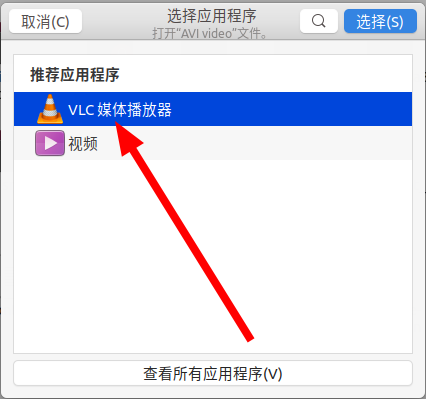 取消(C)
选择应用程序
打开“AVI video”文件。
选择(S)
推荐应用程序
VLC 媒体播放器
视频
查看所有应用程序(V)